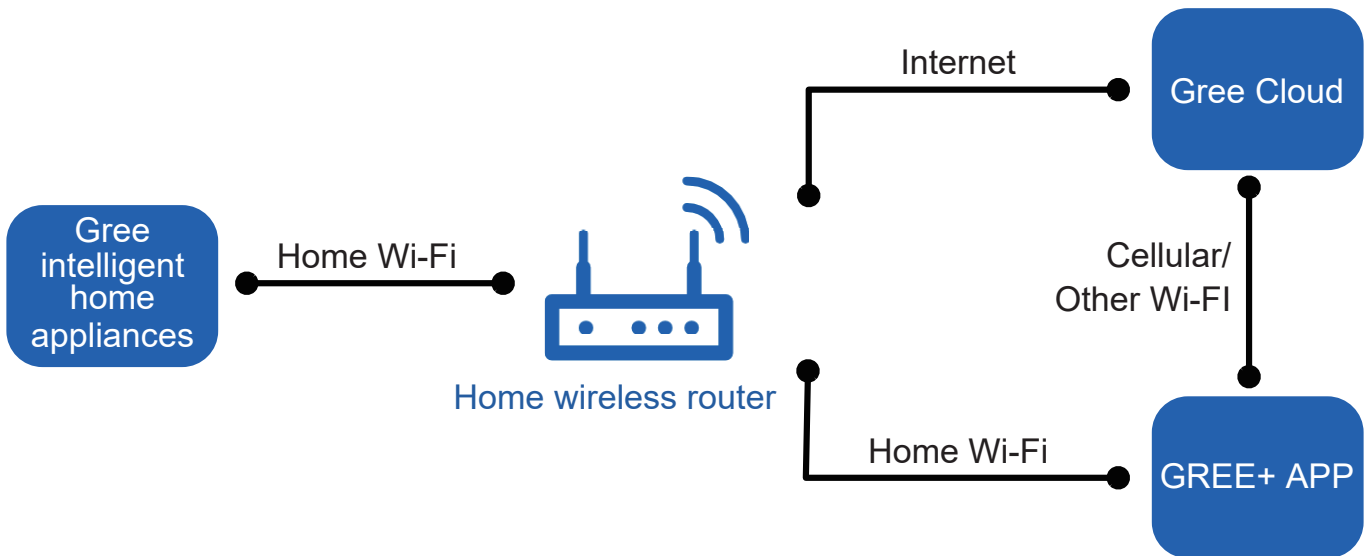 Internet
Gree Cloud
Gree
intelligent
home
appliances
Home Wi-Fi
Cellular/
Other Wi-FI
Home wireless router
Home Wi-Fi
GREE+ APP